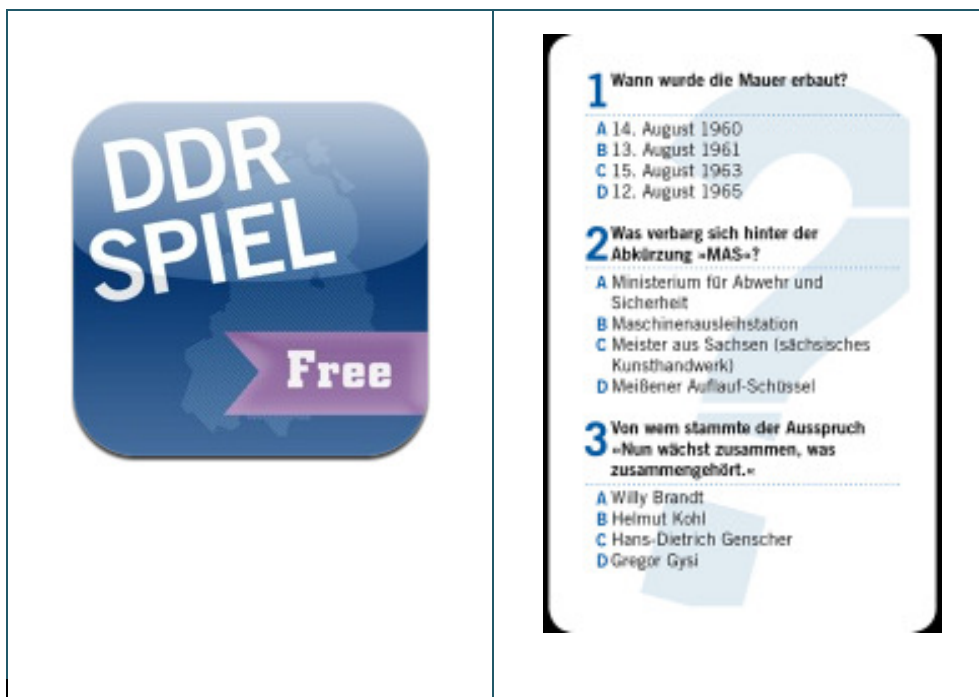 DDR
SPIEL
Free
1 Wann wurde die Mauer erbaut?
A 14. August 1960
B 13. August 1961
C 15. August 1963
D 12. August 1965
2 Was verbarg sich hinter der
Abkürzung »MAS«?
A Ministerium für Abwehr und
Sicherheit
B Maschinenausleihstation
C Meister aus Sachsen (sächsisches
Kunsthandwerk)
D Meißener Auflauf-Schüssel
3 Von wem stammte der Ausspruch
»Nun wächst zusammen, was
zusammengehört.«
A Willy Brandt
B Helmut Kohl
C Hans-Dietrich Genscher
D Gregor Gysi